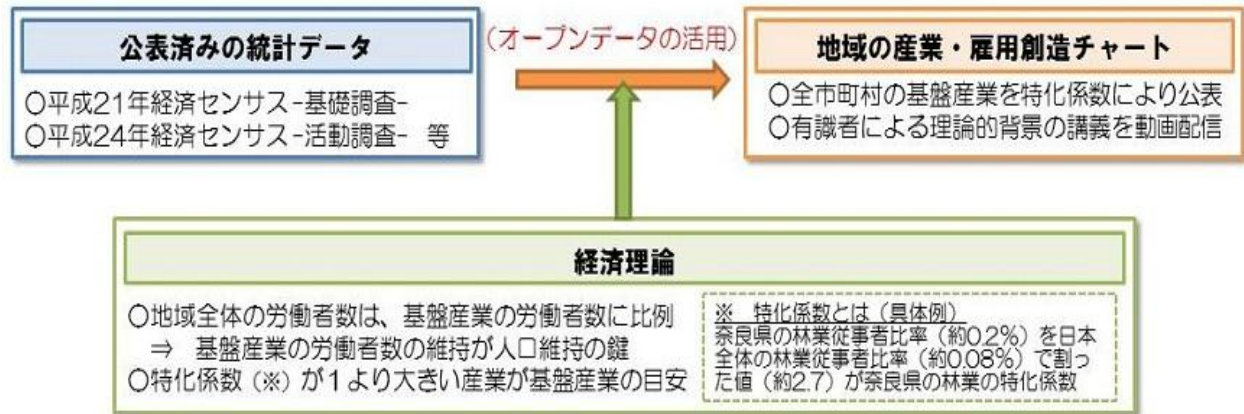 公表済みの統計データ
○平成21年経済センサス-基礎調査-
○平成24年経済センサス-活動調査- 等
(オープンデータの活用)
地域の産業・雇用創造チャート
○全市町村の基盤産業を特化係数により公表
○有識者による理論的背景の講義を動画配信
経済理論
○地域全体の労働者数は、基盤産業の労働者数に比例
⇒ 基盤産業の労働者数の維持が人口維持の鍵
○特化係数(※)が1より大きい産業が基盤産業の目安
※ 特化係数とは(具体例)
奈良県の林業従事者比率(約0.2%)を日本
全体の林業従事者比率(約0.08%)で割っ
た値(約2.7)が奈良県の林業の特化係数